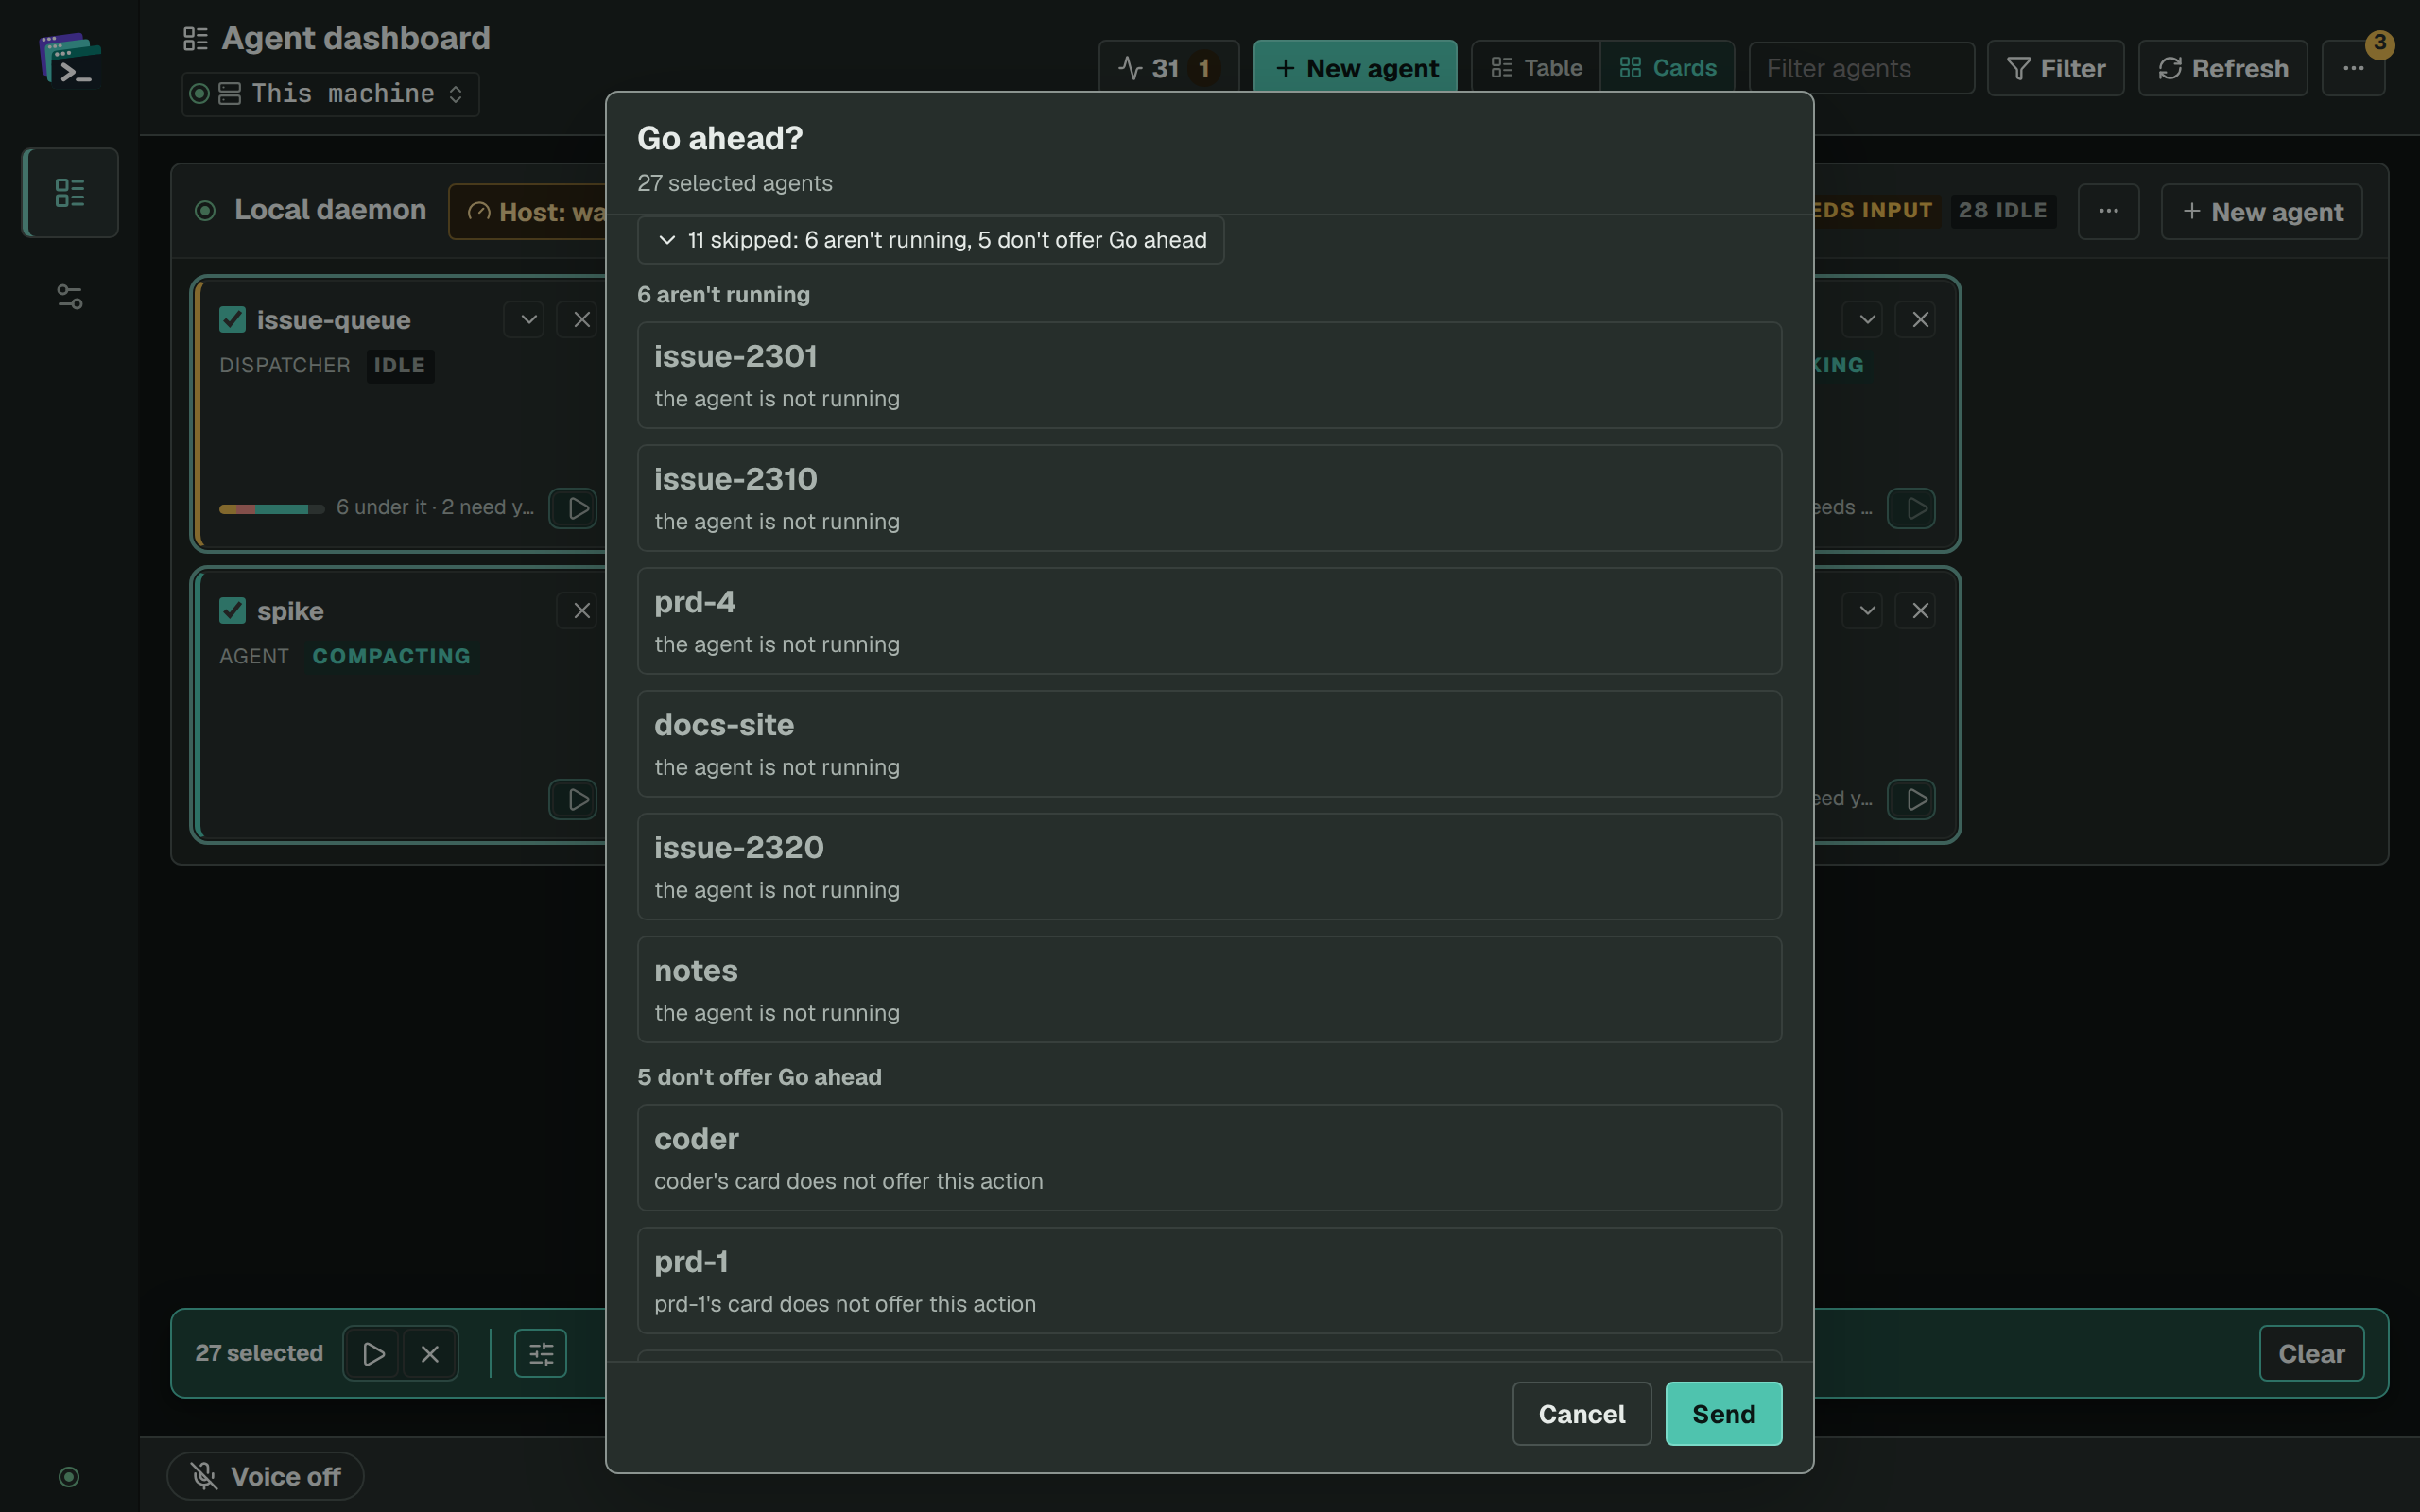 Agent dashboard
This machine
31 1
New agent
Table
Cards
Filter agents
Filter
Refresh
3
Local daemon
Host: wa
EDS INPUT
28 IDLE
New agent
issue-queue
DISPATCHER IDLE
6 under it · 2 need y…
spike
AGENT COMPACTING
KING
eeds …
eed y…
Go ahead?
27 selected agents
11 skipped: 6 aren't running, 5 don't offer Go ahead
6 aren't running
issue-2301
the agent is not running
issue-2310
the agent is not running
prd-4
the agent is not running
docs-site
the agent is not running
issue-2320
the agent is not running
notes
the agent is not running
5 don't offer Go ahead
coder
coder's card does not offer this action
prd-1
prd-1's card does not offer this action
Cancel
Send
27 selected
Clear
Voice off